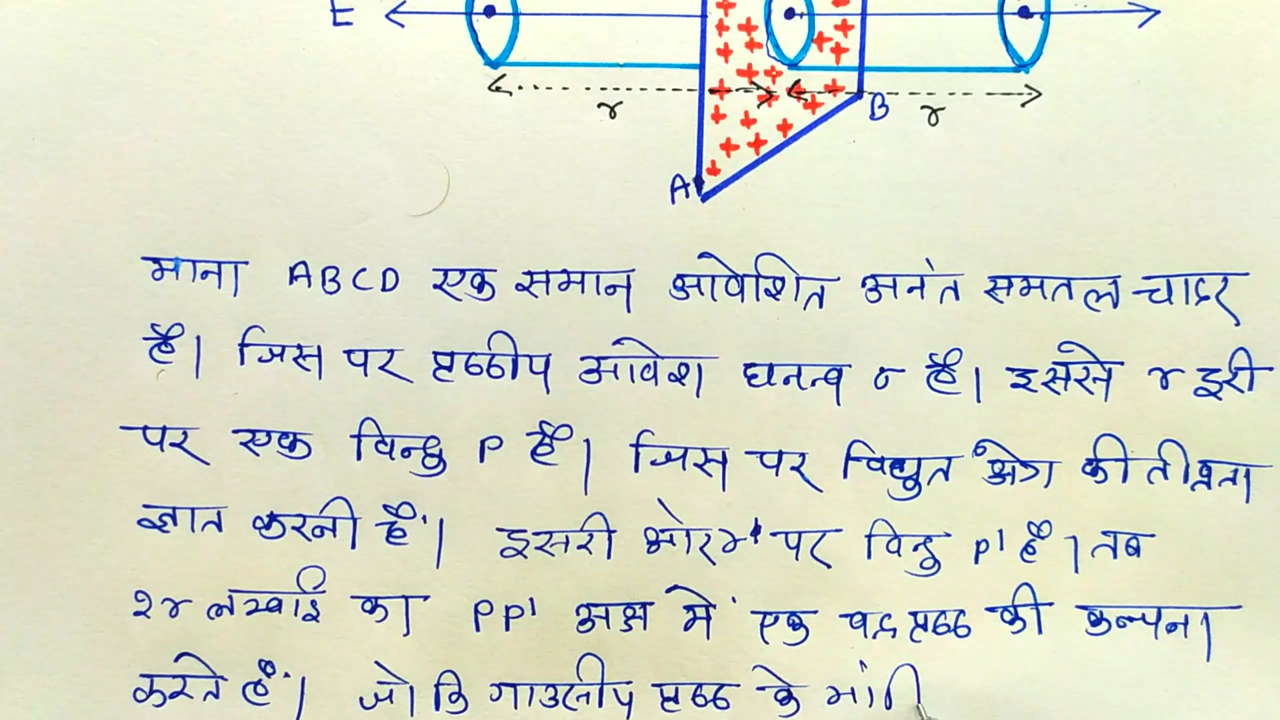 E
r
B
r
A
माना ABCD एक समान आवेशित अनंत समतल चादर
है। जिस पर पृष्ठीय आवेश घनत्व σ है। इससे r दूरी
पर एक विन्दु P है। जिस पर विद्युत क्षेत्र की तीव्रता
ज्ञात करनी हैं। दूसरी ओर r पर विन्दु P' है। तब
2r लम्बाई का PP' अक्ष में एक बंद पृष्ठ की कल्पना
करते हैं। जो कि गाउसीय पृष्ठ के भांति